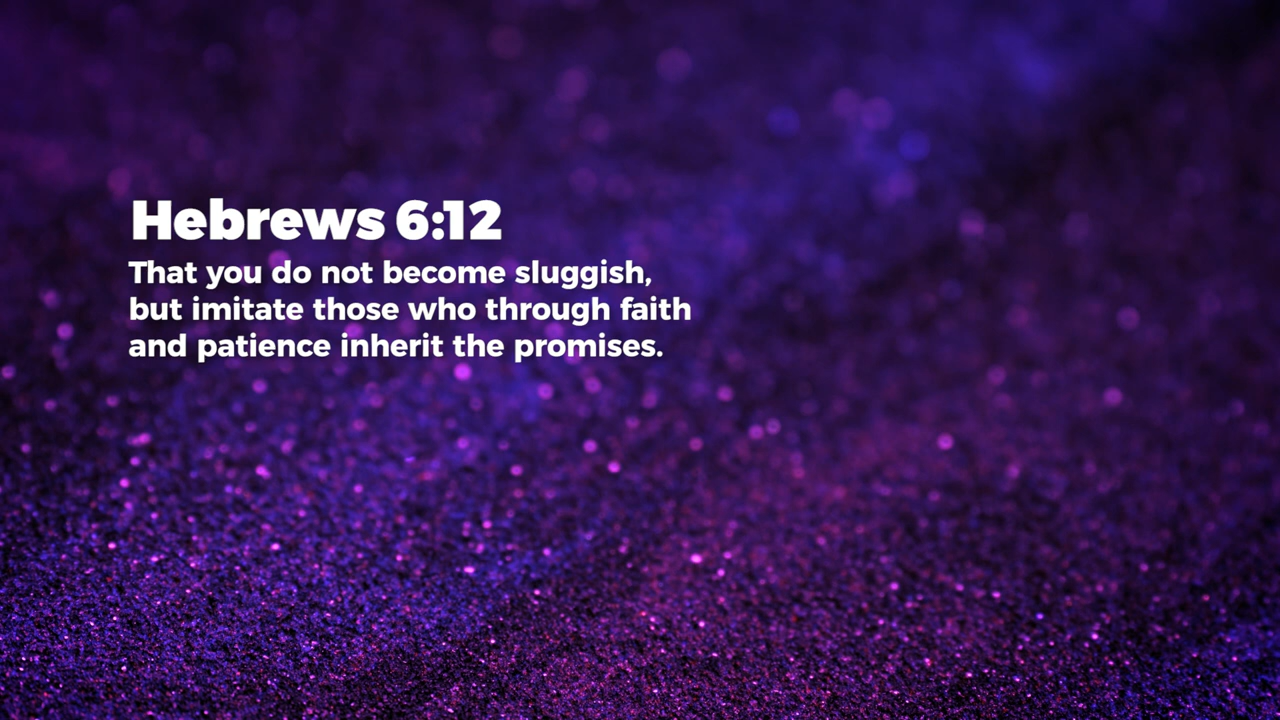 Hebrews 6:12
That you do not become sluggish,
but imitate those who through faith
and patience inherit the promises.